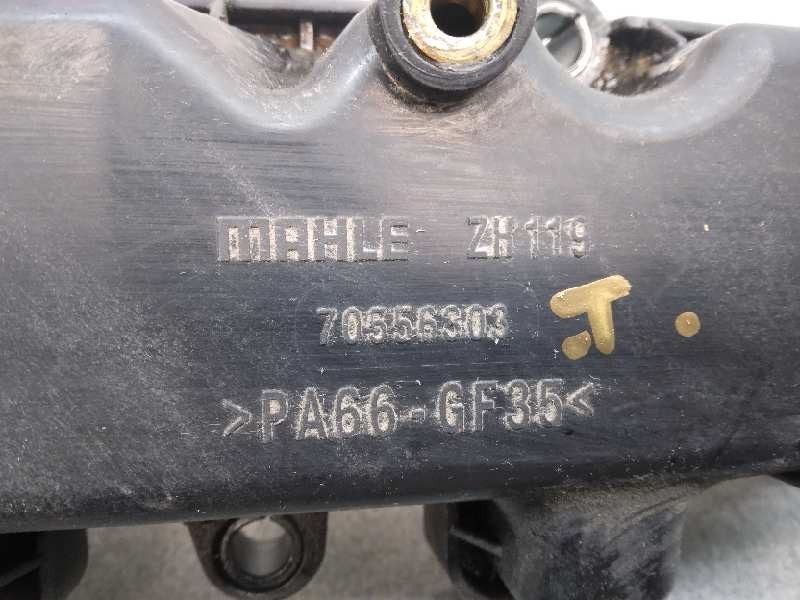 MAHLE ZH119
70556303
>PA66-GF35<
T.